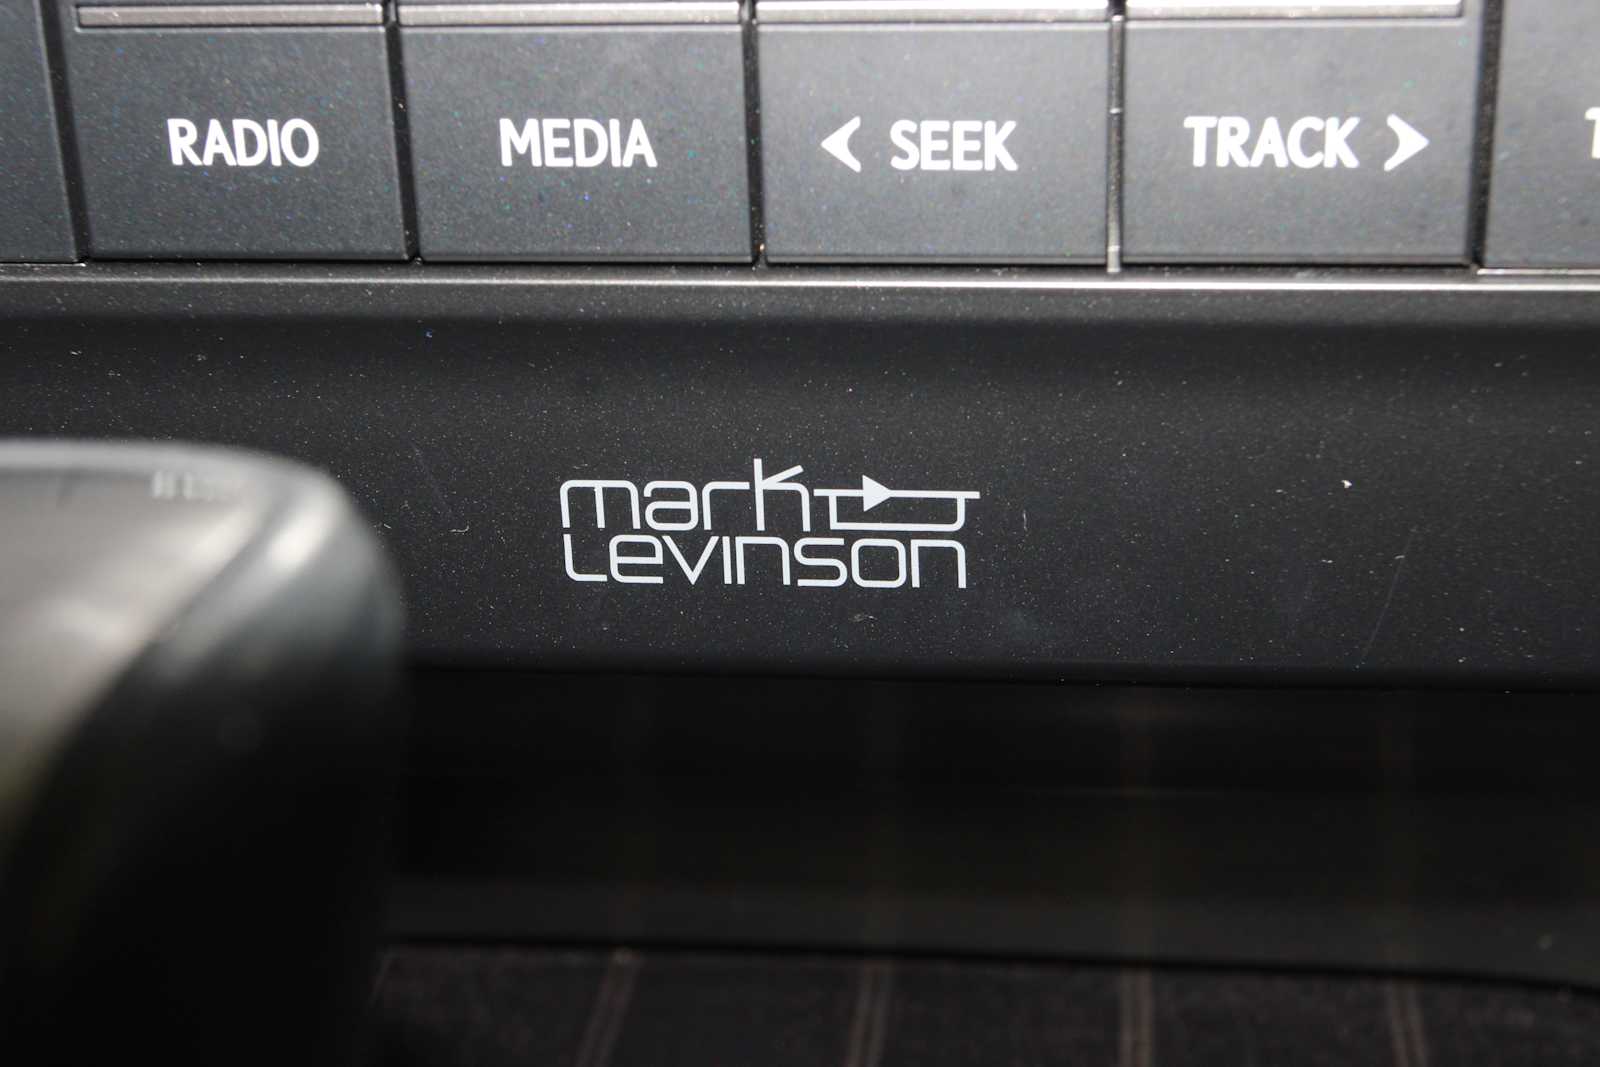 RADIO MEDIA < SEEK TRACK >
mark
Levinson